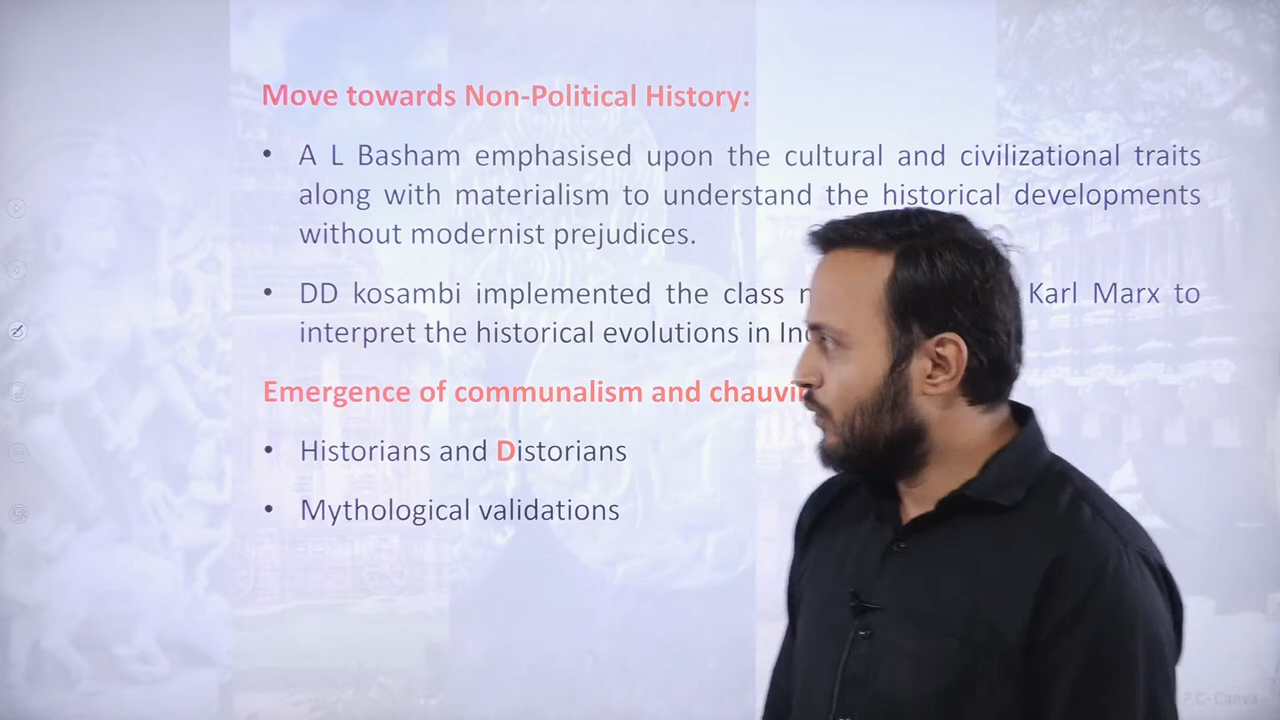 Move towards Non-Political History:
• A L Basham emphasised upon the cultural and civilizational traits
along with materialism to understand the historical developments
without modernist prejudices.
• DD kosambi implemented the class Karl Marx to
interpret the historical evolutions in
Emergence of communalism and
• Historians and Distorians
• Mythological validations
P.C- Canva